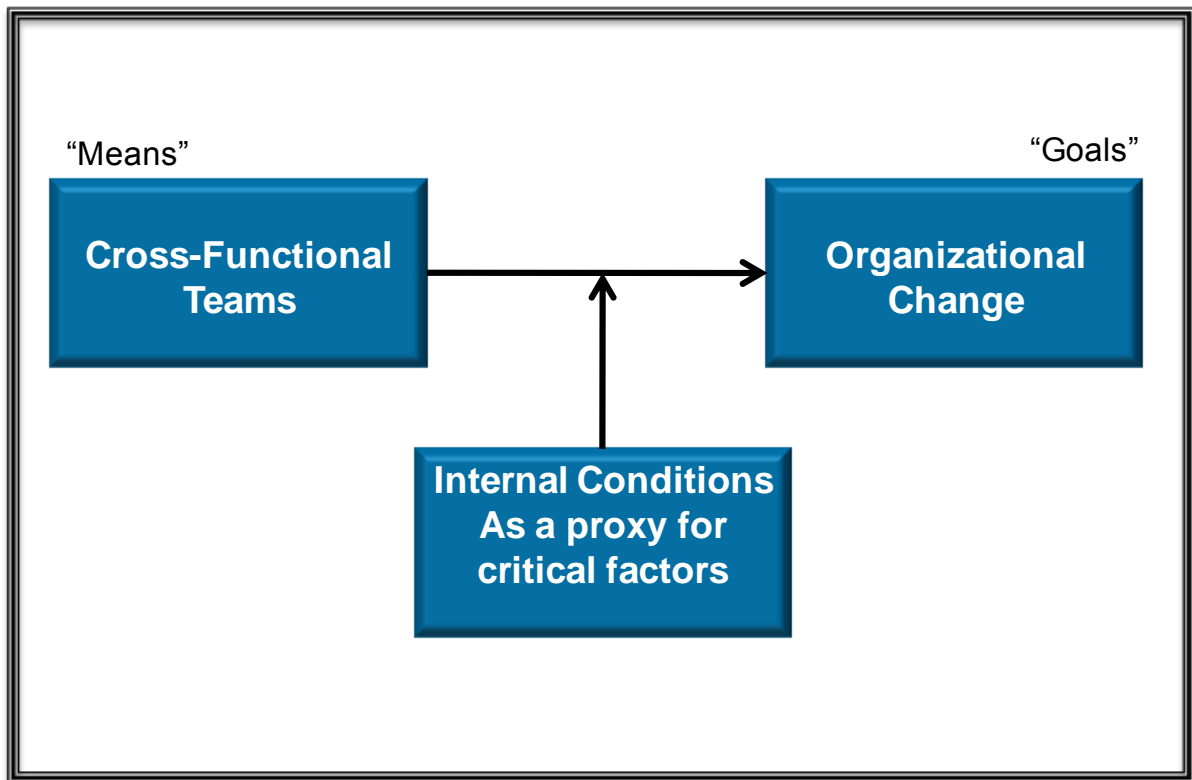 “Means”
“Goals”
Cross-Functional
Teams
Organizational
Change
Internal Conditions
As a proxy for
critical factors